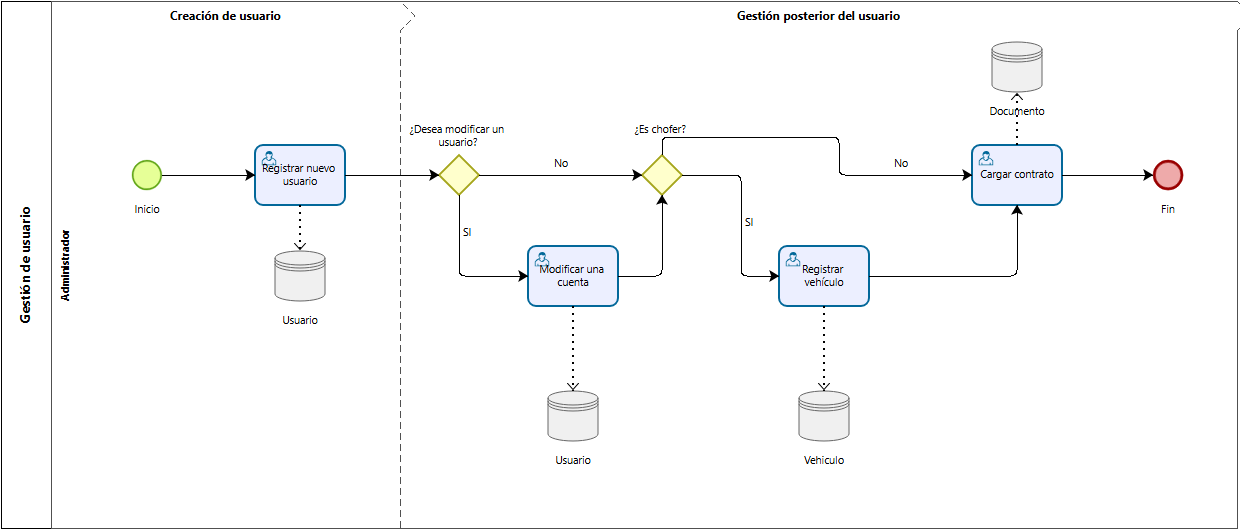 Creación de usuario
Gestión posterior del usuario
Gestión de usuario
Administrador
Inicio
Registrar nuevo
usuario
Usuario
¿Desea modificar un
usuario?
No
SI
Modificar una
cuenta
Usuario
¿Es chofer?
No
SI
Registrar
vehículo
Vehiculo
Documento
Cargar contrato
Fin